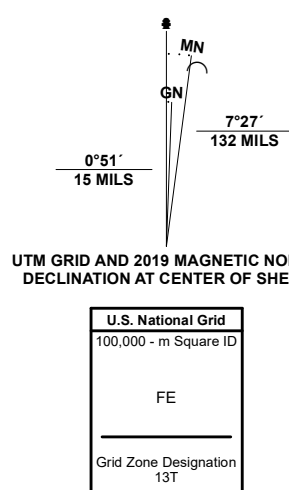 MN
GN
7°27´
132 MILS
0°51´
15 MILS
UTM GRID AND 2019 MAGNETIC NO
DECLINATION AT CENTER OF SHE
U.S. National Grid
100,000 - m Square ID
FE
Grid Zone Designation
13T